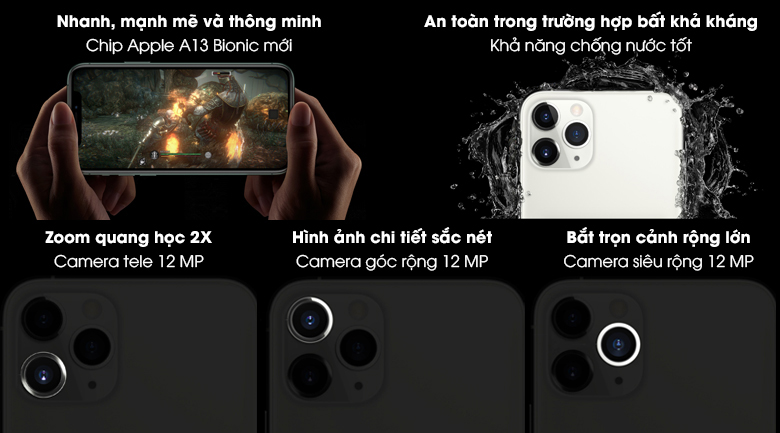 Nhanh, mạnh mẽ và thông minh
Chip Apple A13 Bionic mới
An toàn trong trường hợp bất khả kháng
Khả năng chống nước tốt
Zoom quang học 2X
Camera tele 12 MP
Hình ảnh chi tiết sắc nét
Camera góc rộng 12 MP
Bắt trọn cảnh rộng lớn
Camera siêu rộng 12 MP